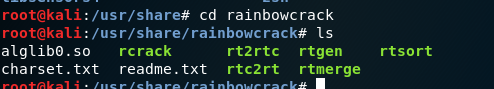 root@kali:/usr/share# cd rainbowcrack
root@kali:/usr/share/rainbowcrack# ls
alglib0.so rcrack rt2rtc rtgen rtsort
charset.txt readme.txt rtc2rt rtmerge
root@kali:/usr/share/rainbowcrack#